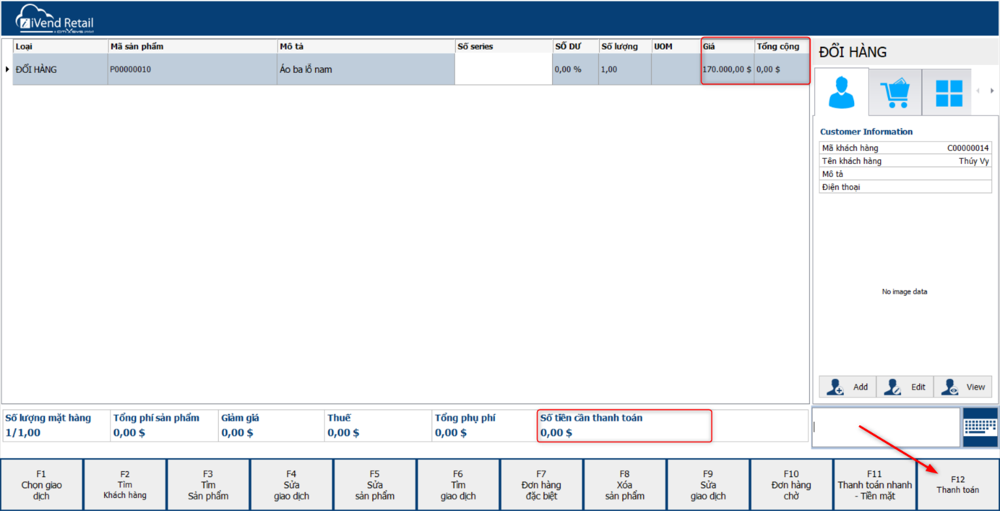 iVend Retail
a CitiXsys product
Loại Mã sản phẩm Mô tả Số series SỐ DƯ Số lượng UOM Giá Tổng cộng
ĐỔI HÀNG P00000010 Áo ba lỗ nam 0,00 % 1,00 170.000,00 $ 0,00 $
ĐỔI HÀNG
Customer Information
Mã khách hàng C00000014
Tên khách hàng Thúy Vy
Mô tả
Điện thoại
No image data
Add Edit View
Số lượng mặt hàng Tổng phí sản phẩm Giảm giá Thuế Tổng phụ phí Số tiền cần thanh toán
1/1,00 0,00 $ 0,00 $ 0,00 $ 0,00 $ 0,00 $
F1
Chọn giao
dịch
F2
Tìm
Khách hàng
F3
Tìm
Sản phẩm
F4
Sửa
giao dịch
F5
Sửa
sản phẩm
F6
Tìm
giao dịch
F7
Đơn hàng
đặc biệt
F8
Xóa
sản phẩm
F9
Sửa
giao dịch
F10
Đơn hàng
chờ
F11
Thanh toán nhanh
- Tiền mặt
F12
Thanh toán